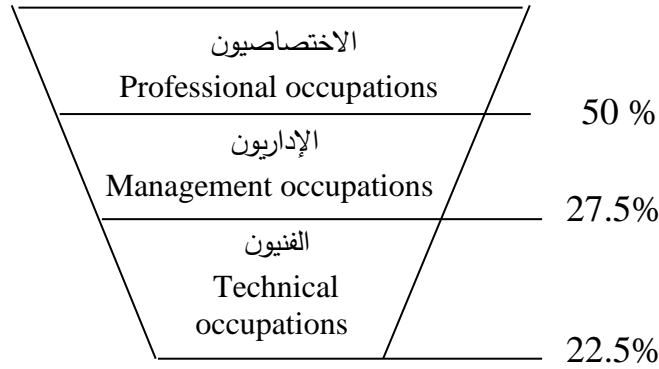 الاختصاصيون
Professional occupations
50 %
الإداريون
Management occupations
27.5%
الفنيون
Technical
occupations
22.5%